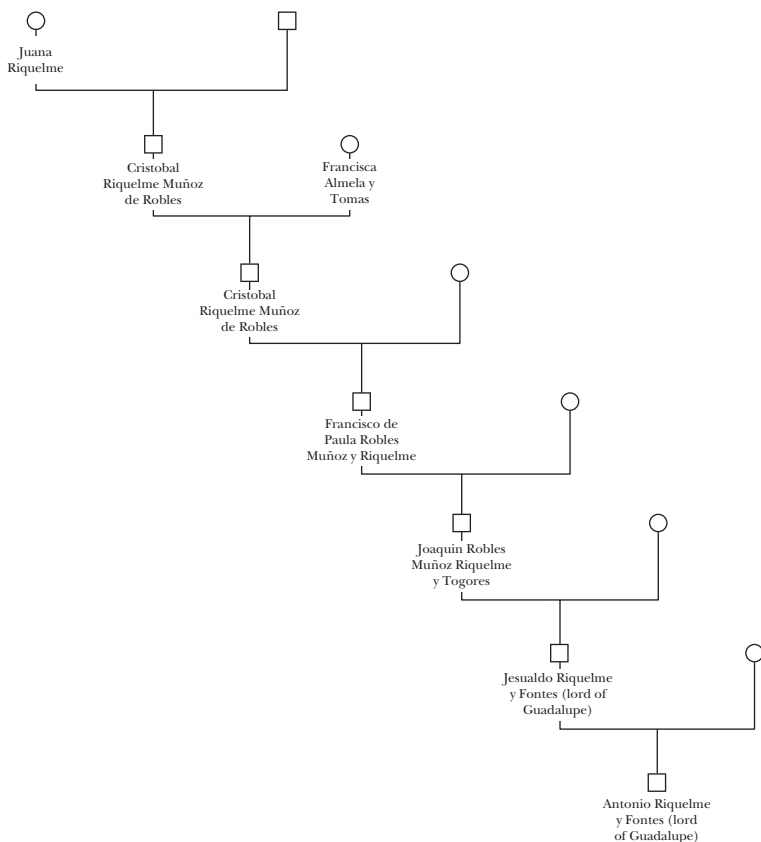 Juana
Riquelme
Cristobal
Riquelme Muñoz
de Robles
Francisca
Almela y
Tomas
Cristobal
Riquelme Muñoz
de Robles
Francisco de
Paula Robles
Muñoz y Riquelme
Joaquin Robles
Muñoz Riquelme
y Togores
Jesualdo Riquelme
y Fontes (lord of
Guadalupe)
Antonio Riquelme
y Fontes (lord
of Guadalupe)